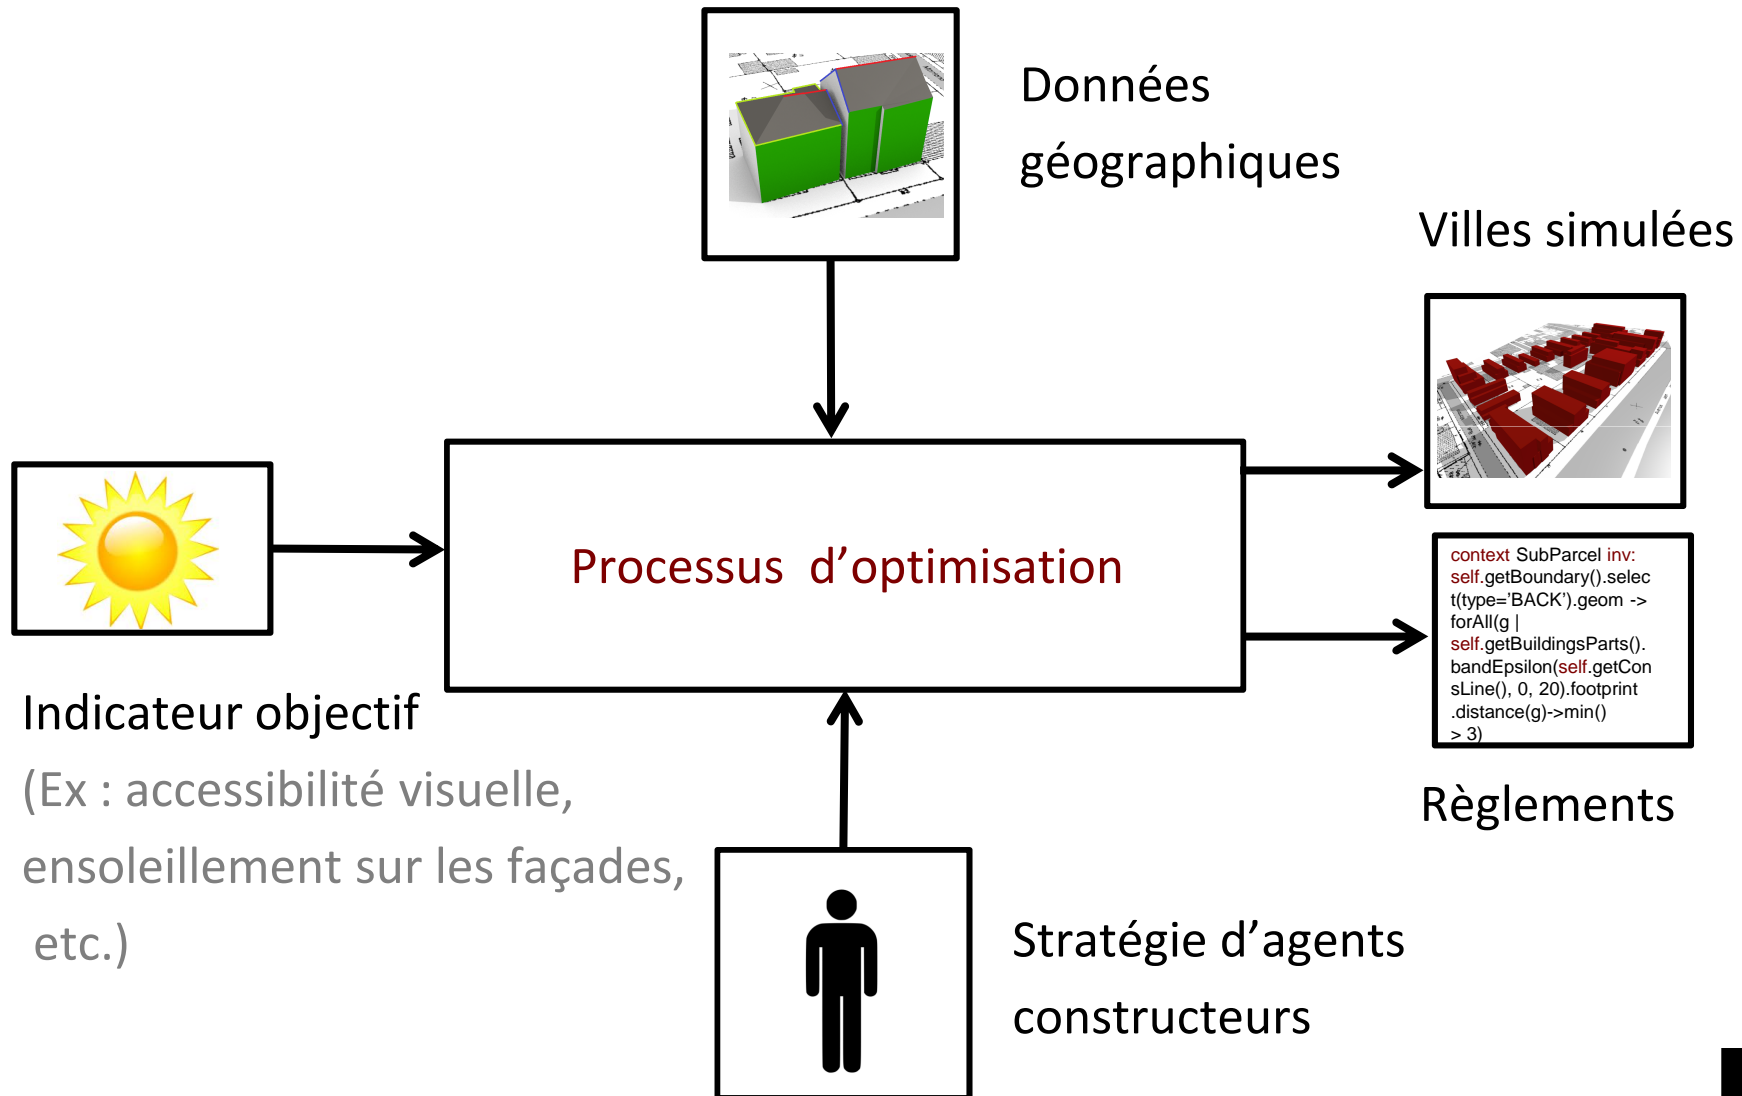 Données
géographiques
Villes simulées
Processus d’optimisation
context SubParcel inv:
self.getBoundary().selec
t(type=’BACK’).geom ->
forAll(g |
self.getBuildingsParts().
bandEpsilon(self.getCon
sLine(), 0, 20).footprint
.distance(g)->min()
> 3)
Règlements
Indicateur objectif
(Ex : accessibilité visuelle,
ensoleillement sur les façades,
etc.)
Stratégie d’agents
constructeurs